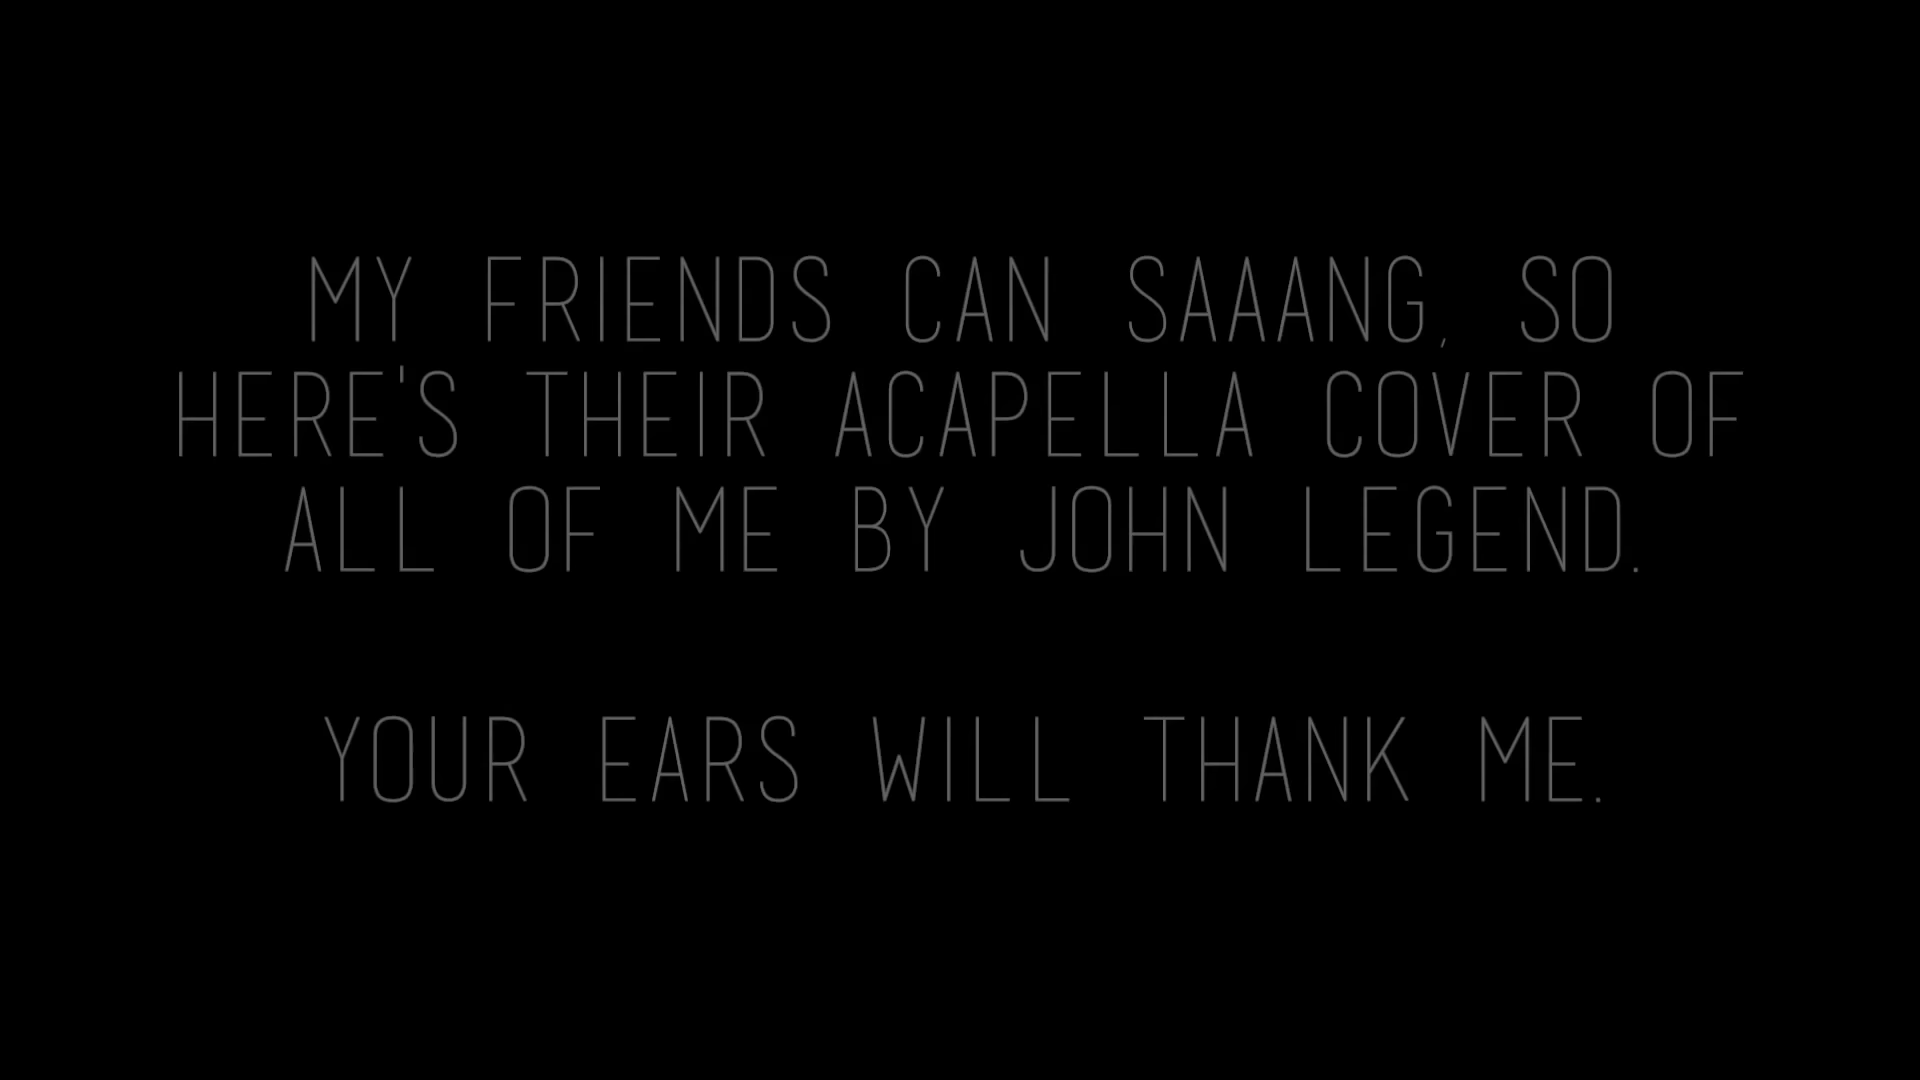 MY FRIENDS CAN SAAANG, SO
HERE'S THEIR ACAPELLA COVER OF
ALL OF ME BY JOHN LEGEND.
YOUR EARS WILL THANK ME.